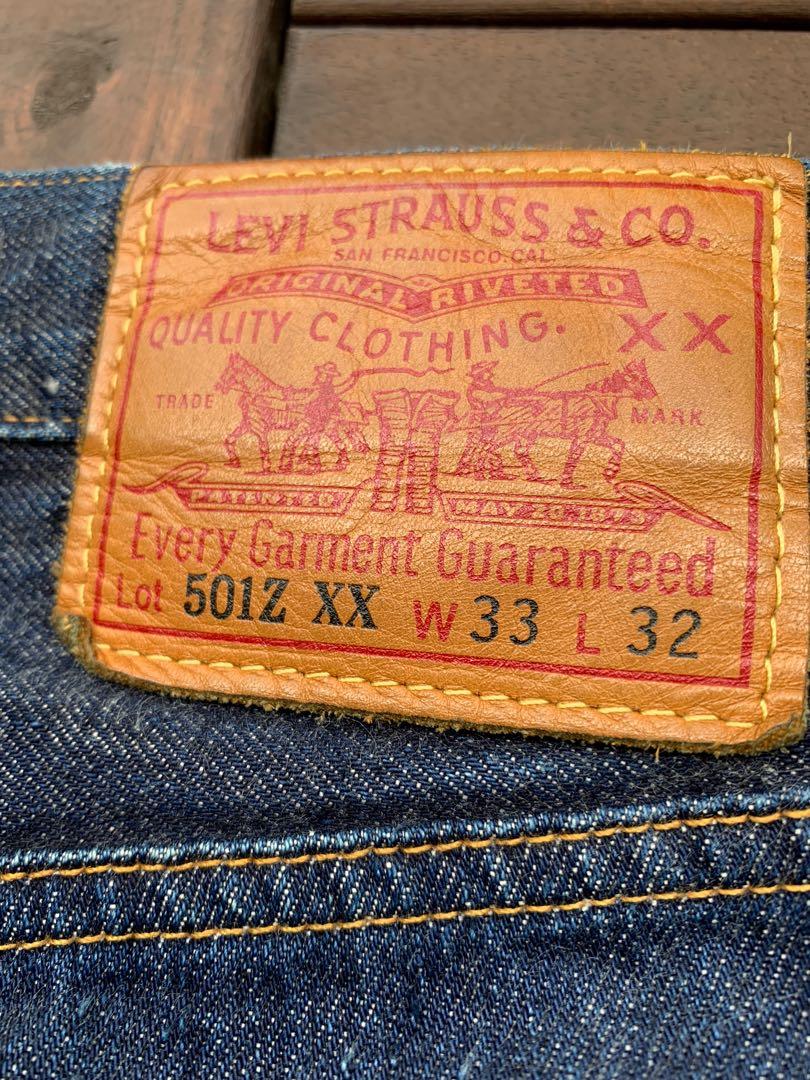 LEVI STRAUSS & CO.
SAN FRANCISCO, CAL.
ORIGINAL RIVETED
QUALITY CLOTHING. XX
TRADE MARK
PATENTED MAY 20 1873
Every Garment Guaranteed
Lot 501Z XX W 33 L 32